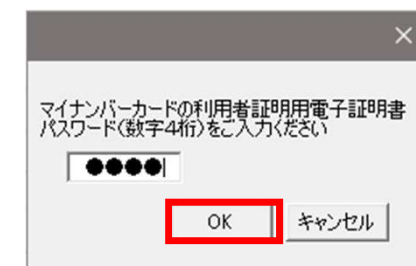 ×
マイナンバーカードの利用者証明用電子証明書
パスワード(数字4桁)をご入力ください
●●●●
OK キャンセル